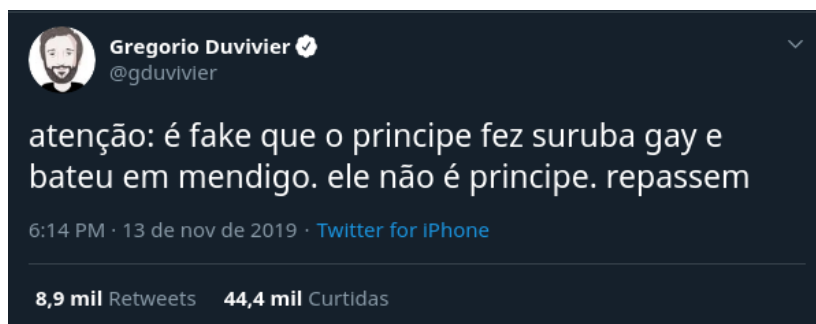 Gregorio Duvivier
@gduvivier
atenção: é fake que o principe fez suruba gay e
bateu em mendigo. ele não é principe. repassem
6:14 PM · 13 de nov de 2019 · Twitter for iPhone
8,9 mil Retweets 44,4 mil Curtidas